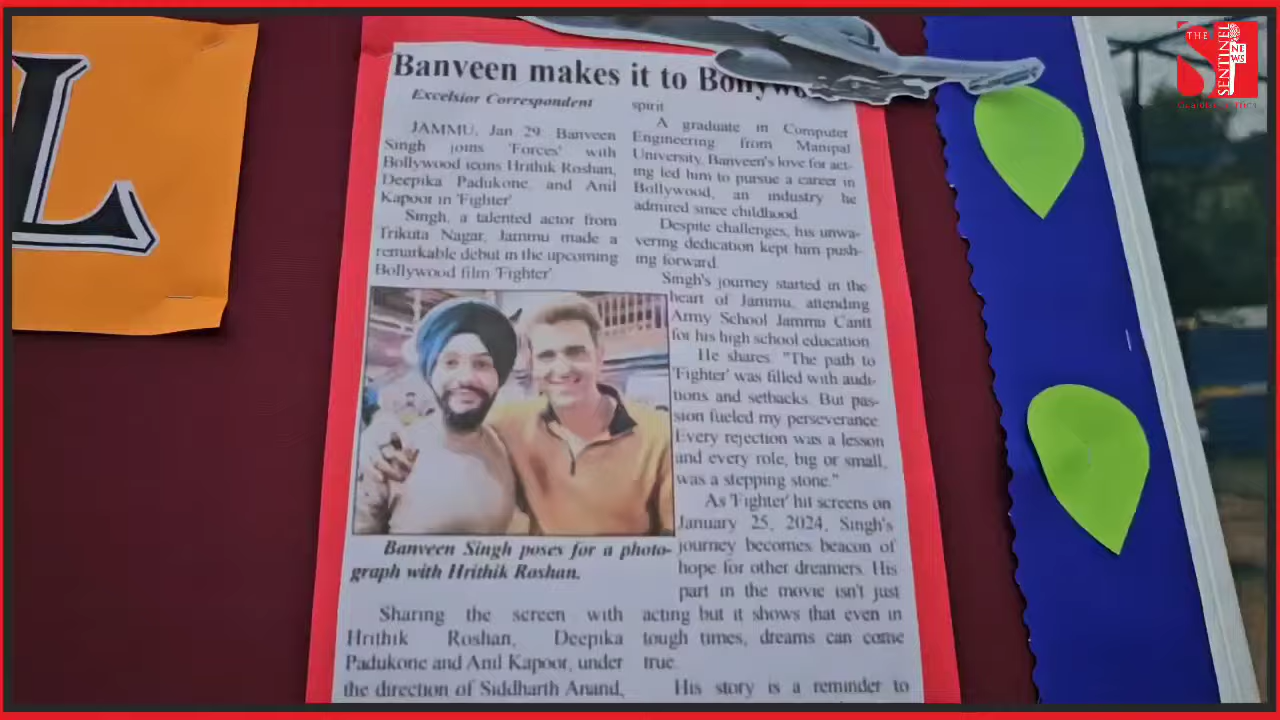 L
Banveen makes it to
Excelsior Correspondent
JAMMU, Jan 29: Banveen
Singh joins 'Forces' with
Bollywood icons Hrithik Roshan,
Deepika Padukone, and Anil
Kapoor in 'Fighter'
Singh, a talented actor from
Trikuta Nagar, Jammu made a
remarkable debut in the upcoming
Bollywood film 'Fighter'
Banveen Singh poses for a photo-
graph with Hrithik Roshan.
Sharing the screen with
Hrithik Roshan, Deepika
Padukone and Anil Kapoor, under
the direction of Siddharth Anand,
spirit
A graduate in Computer
Engineering from Manipal
University, Banveen's love for act-
ing led him to pursue a career in
Bollywood, an industry he
admired since childhood
Despite challenges, his unwa-
vering dedication kept him push-
ing forward.
Singh's journey started in the
heart of Jammu, attending
Army School Jammu Cantt
for his high school education
He shares. "The path to
'Fighter' was filled with audi-
tions and setbacks. But pas-
sion fueled my perseverance
Every rejection was a lesson
and every role, big or small,
was a stepping stone."
As 'Fighter' hit screens on
January 25, 2024, Singh's
journey becomes beacon of
hope for other dreamers. His
part in the movie isn't just
acting but it shows that even in
tough times, dreams can come
true.
His story is a reminder to
THE
SENTINEL
NEWS